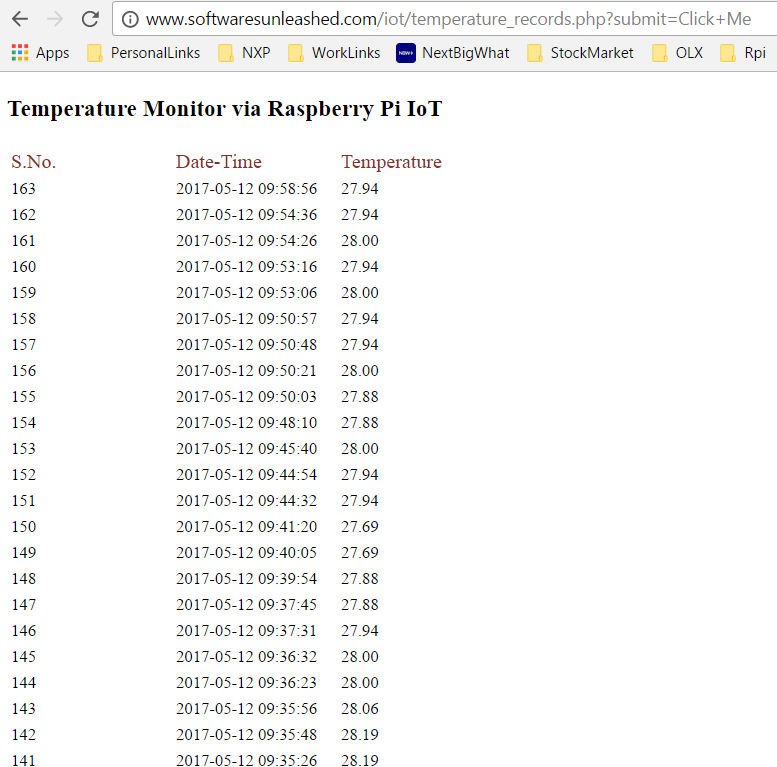 www.softwaresunleashed.com/iot/temperature_records.php?submit=Click+Me
Apps PersonalLinks NXP WorkLinks NextBigWhat StockMarket OLX Rpi
Temperature Monitor via Raspberry Pi IoT
S.No. Date-Time Temperature
163 2017-05-12 09:58:56 27.94
162 2017-05-12 09:54:36 27.94
161 2017-05-12 09:54:26 28.00
160 2017-05-12 09:53:16 27.94
159 2017-05-12 09:53:06 28.00
158 2017-05-12 09:50:57 27.94
157 2017-05-12 09:50:48 27.94
156 2017-05-12 09:50:21 28.00
155 2017-05-12 09:50:03 27.88
154 2017-05-12 09:48:10 27.88
153 2017-05-12 09:45:40 28.00
152 2017-05-12 09:44:54 27.94
151 2017-05-12 09:44:32 27.94
150 2017-05-12 09:41:20 27.69
149 2017-05-12 09:40:05 27.69
148 2017-05-12 09:39:54 27.88
147 2017-05-12 09:37:45 27.88
146 2017-05-12 09:37:31 27.94
145 2017-05-12 09:36:32 28.00
144 2017-05-12 09:36:23 28.00
143 2017-05-12 09:35:56 28.06
142 2017-05-12 09:35:48 28.19
141 2017-05-12 09:35:26 28.19